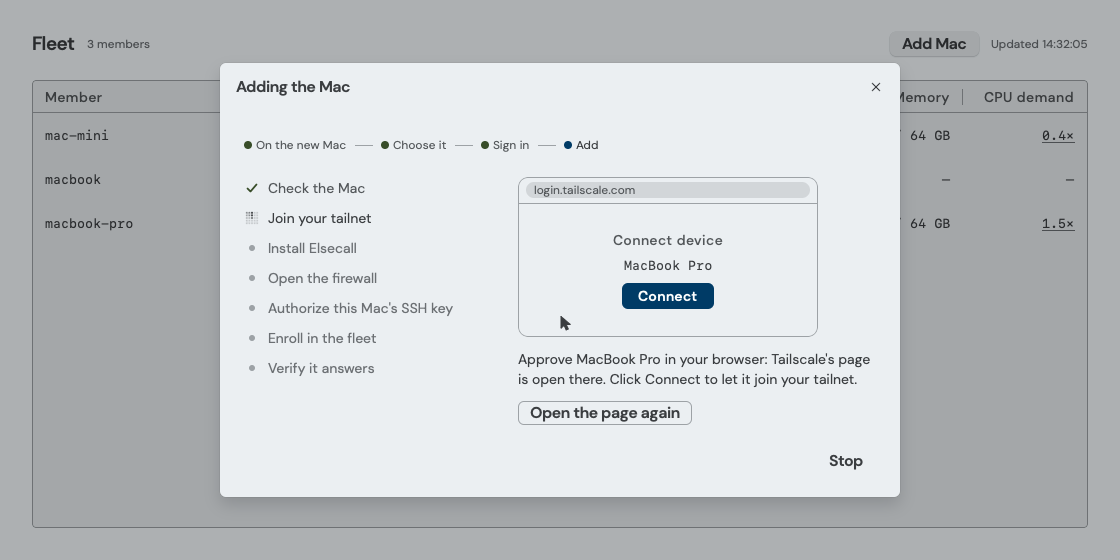 Fleet 3 members
Add Mac Updated 14:32:05
Adding the Mac
Member Memory CPU demand
On the new Mac Choose it Sign in Add
mac-mini 64 GB 0.4×
macbook — —
macbook-pro 64 GB 1.5×
Check the Mac
Join your tailnet
Install Elsecall
Open the firewall
Authorize this Mac's SSH key
Enroll in the fleet
Verify it answers
login.tailscale.com
Connect device
MacBook Pro
Connect
Approve MacBook Pro in your browser: Tailscale's page
is open there. Click Connect to let it join your tailnet.
Open the page again
Stop